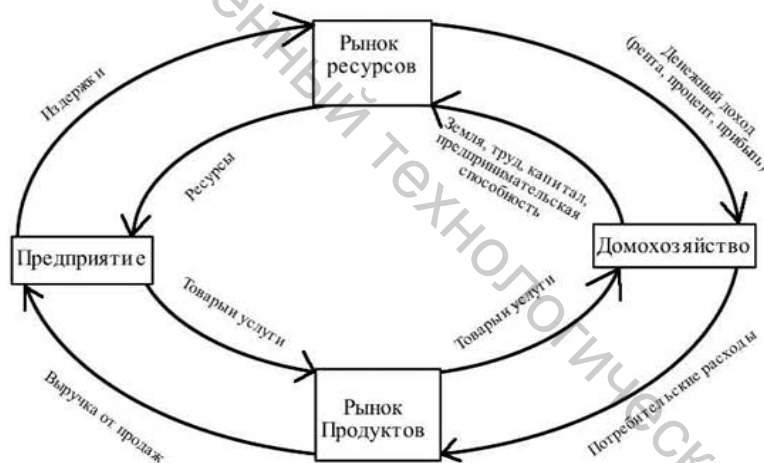 Рынок
ресурсов
Издержки
Денежный доход
(рента, процент, прибыль)
Ресурсы
Земля, труд, капитал,
предпринимательская
способность
Предприятие
Домохозяйство
Товары и услуги
Товары и услуги
Выручка от продаж
Рынок
Продуктов
Потребительские расходы
технологическ